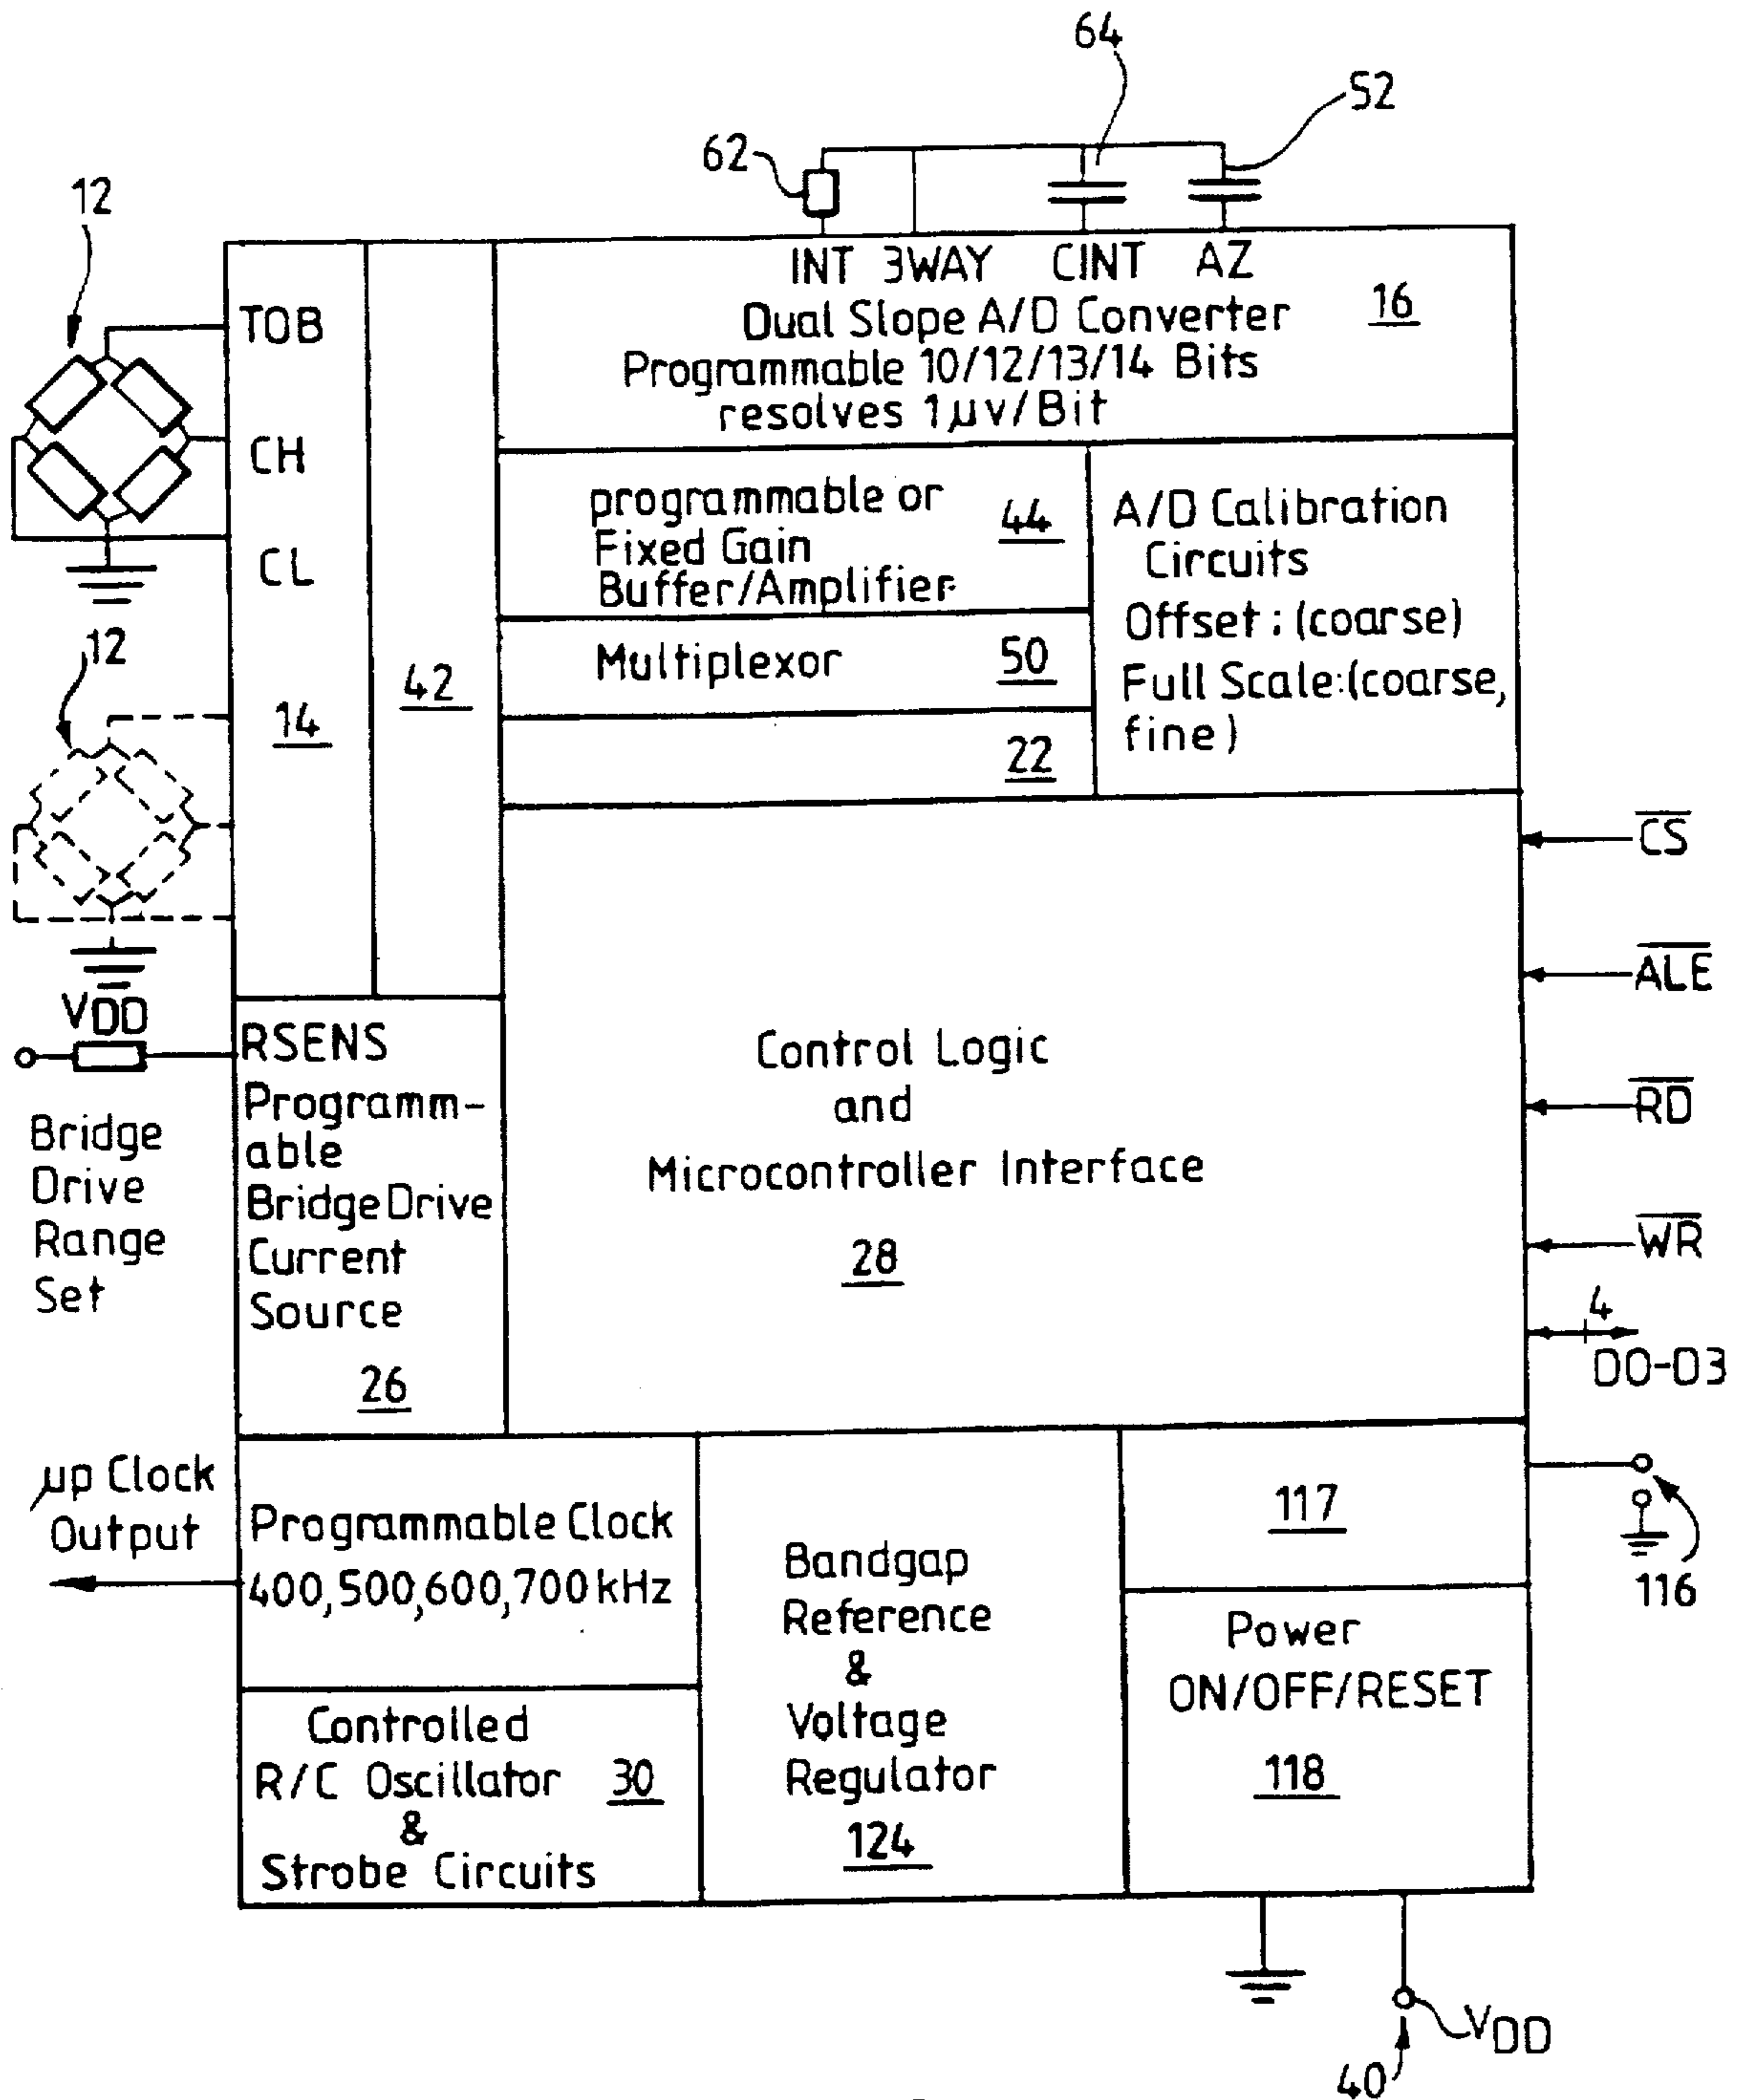 64
52
62
12
INT 3WAY CINT AZ
Dual Slope A/D Converter 16
Programmable 10/12/13/14 Bits
resolves 1µv/Bit
TOB
CH
CL
14
42
programmable or
Fixed Gain
Buffer/Amplifier
44
Multiplexor 50
22
A/D Calibration
Circuits
Offset : (coarse)
Full Scale:(coarse,
fine)
12
VDD
RSENS
Programm-
able
Bridge Drive
Current
Source
26
Bridge
Drive
Range
Set
Control Logic
and
Microcontroller Interface
28
CS
ALE
RD
WR
4
D0-D3
µp Clock
Output
Programmable Clock
400,500,600,700kHz
Controlled
R/C Oscillator 30
&
Strobe Circuits
Bandgap
Reference
&
Voltage
Regulator
124
117
116
Power
ON/OFF/RESET
118
VDD
40